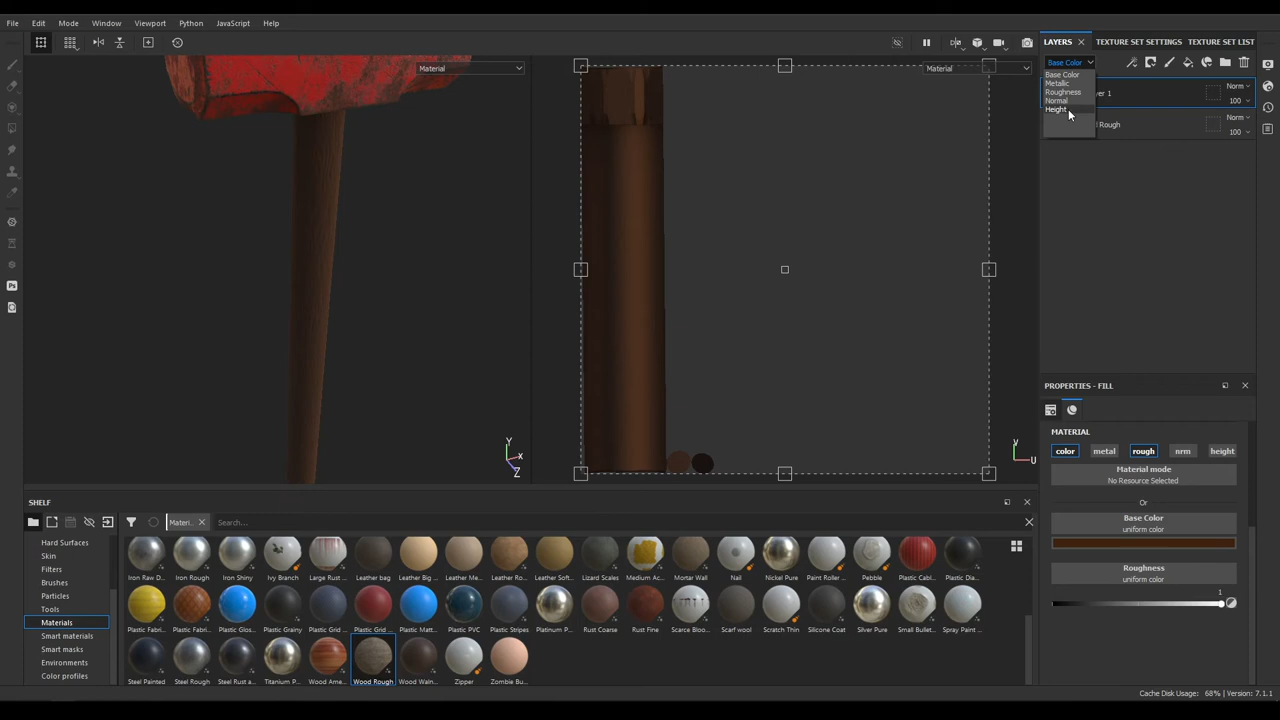 File Edit Mode Window Viewport Python JavaScript Help
LAYERS TEXTURE SET SETTINGS TEXTURE SET LIST
Material Material
Base Color
Base Color
Metallic
Roughness
Normal
Height
yer 1 Norm
100
Rough Norm
100
Y
X
Z
V
U
PROPERTIES - FILL
MATERIAL
color metal rough nrm height
Material mode
No Resource Selected
Or
Base Color
uniform color
Roughness
uniform color
1
SHELF
Materi... Search...
Hard Surfaces
Skin
Filters
Brushes
Particles
Tools
Materials
Smart materials
Smart masks
Environments
Color profiles
Iron Raw D... Iron Rough Iron Shiny Ivy Branch Large Rust ... Leather bag Leather Big ... Leather Me... Leather Ro... Leather Soft... Lizard Scales Medium Ac... Mortar Wall Nail Nickel Pure Paint Roller ... Pebble Plastic Cabl... Plastic Dia...
Plastic Fabri... Plastic Fabri... Plastic Glos... Plastic Grainy Plastic Grid ... Plastic Grid ... Plastic Matt... Plastic PVC Plastic Stripes Platinum P... Rust Coarse Rust Fine Scarce Bloo... Scarf wool Scratch Thin Silicone Coat Silver Pure Small Bullet... Spray Paint ...
Steel Painted Steel Rough Steel Rust a... Titanium P... Wood Ame... Wood Rough Wood Waln... Zipper Zombie Bu...
Cache Disk Usage: 68% | Version: 7.1.1